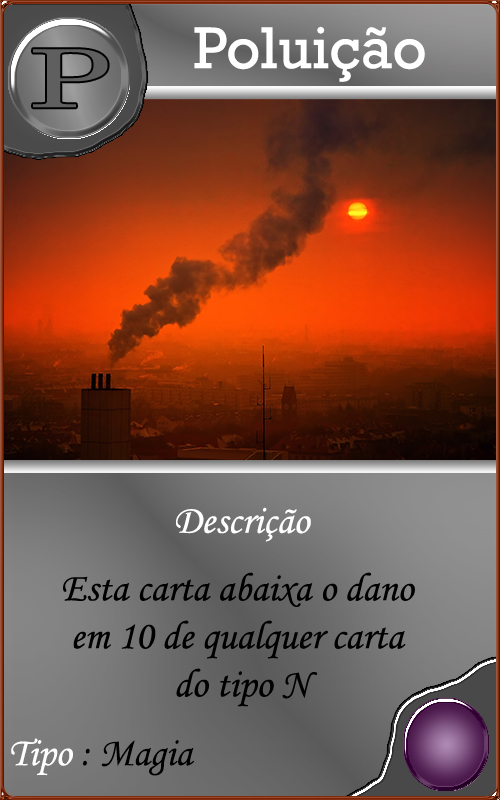 P
Poluição
Descrição
Esta carta abaixa o dano
em 10 de qualquer carta
do tipo N
Tipo : Magia